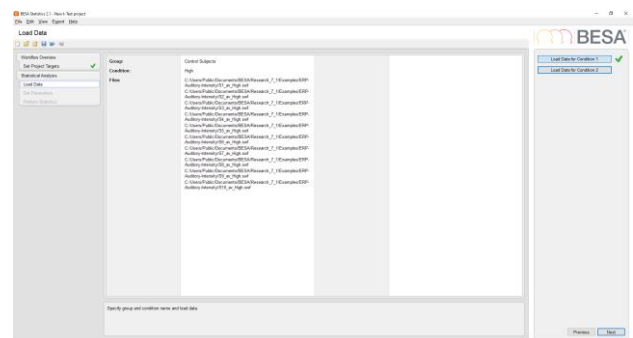 BESA Statistics 2.1 - New t-Test project
File Edit View Export Help
Load Data
BESA
Workflow Overview
Set Project Targets
Statistical Analysis
Load Data
Set Parameters
Perform Statistics
Group: Control Subjects
Condition: High
Files C:/Users/Public/Documents/BESA/Research_7_1/Examples/ERP-
Auditory-Intensity/S1_av_High.swf
C:/Users/Public/Documents/BESA/Research_7_1/Examples/ERP-
Auditory-Intensity/S2_av_High.swf
C:/Users/Public/Documents/BESA/Research_7_1/Examples/ERP-
Auditory-Intensity/S3_av_High.swf
C:/Users/Public/Documents/BESA/Research_7_1/Examples/ERP-
Auditory-Intensity/S4_av_High.swf
C:/Users/Public/Documents/BESA/Research_7_1/Examples/ERP-
Auditory-Intensity/S5_av_High.swf
C:/Users/Public/Documents/BESA/Research_7_1/Examples/ERP-
Auditory-Intensity/S6_av_High.swf
C:/Users/Public/Documents/BESA/Research_7_1/Examples/ERP-
Auditory-Intensity/S7_av_High.swf
C:/Users/Public/Documents/BESA/Research_7_1/Examples/ERP-
Auditory-Intensity/S8_av_High.swf
C:/Users/Public/Documents/BESA/Research_7_1/Examples/ERP-
Auditory-Intensity/S9_av_High.swf
C:/Users/Public/Documents/BESA/Research_7_1/Examples/ERP-
Auditory-Intensity/S10_av_High.swf
Load Data for Condition 1
Load Data for Condition 2
Specify group and condition name and load data.
Previous Next